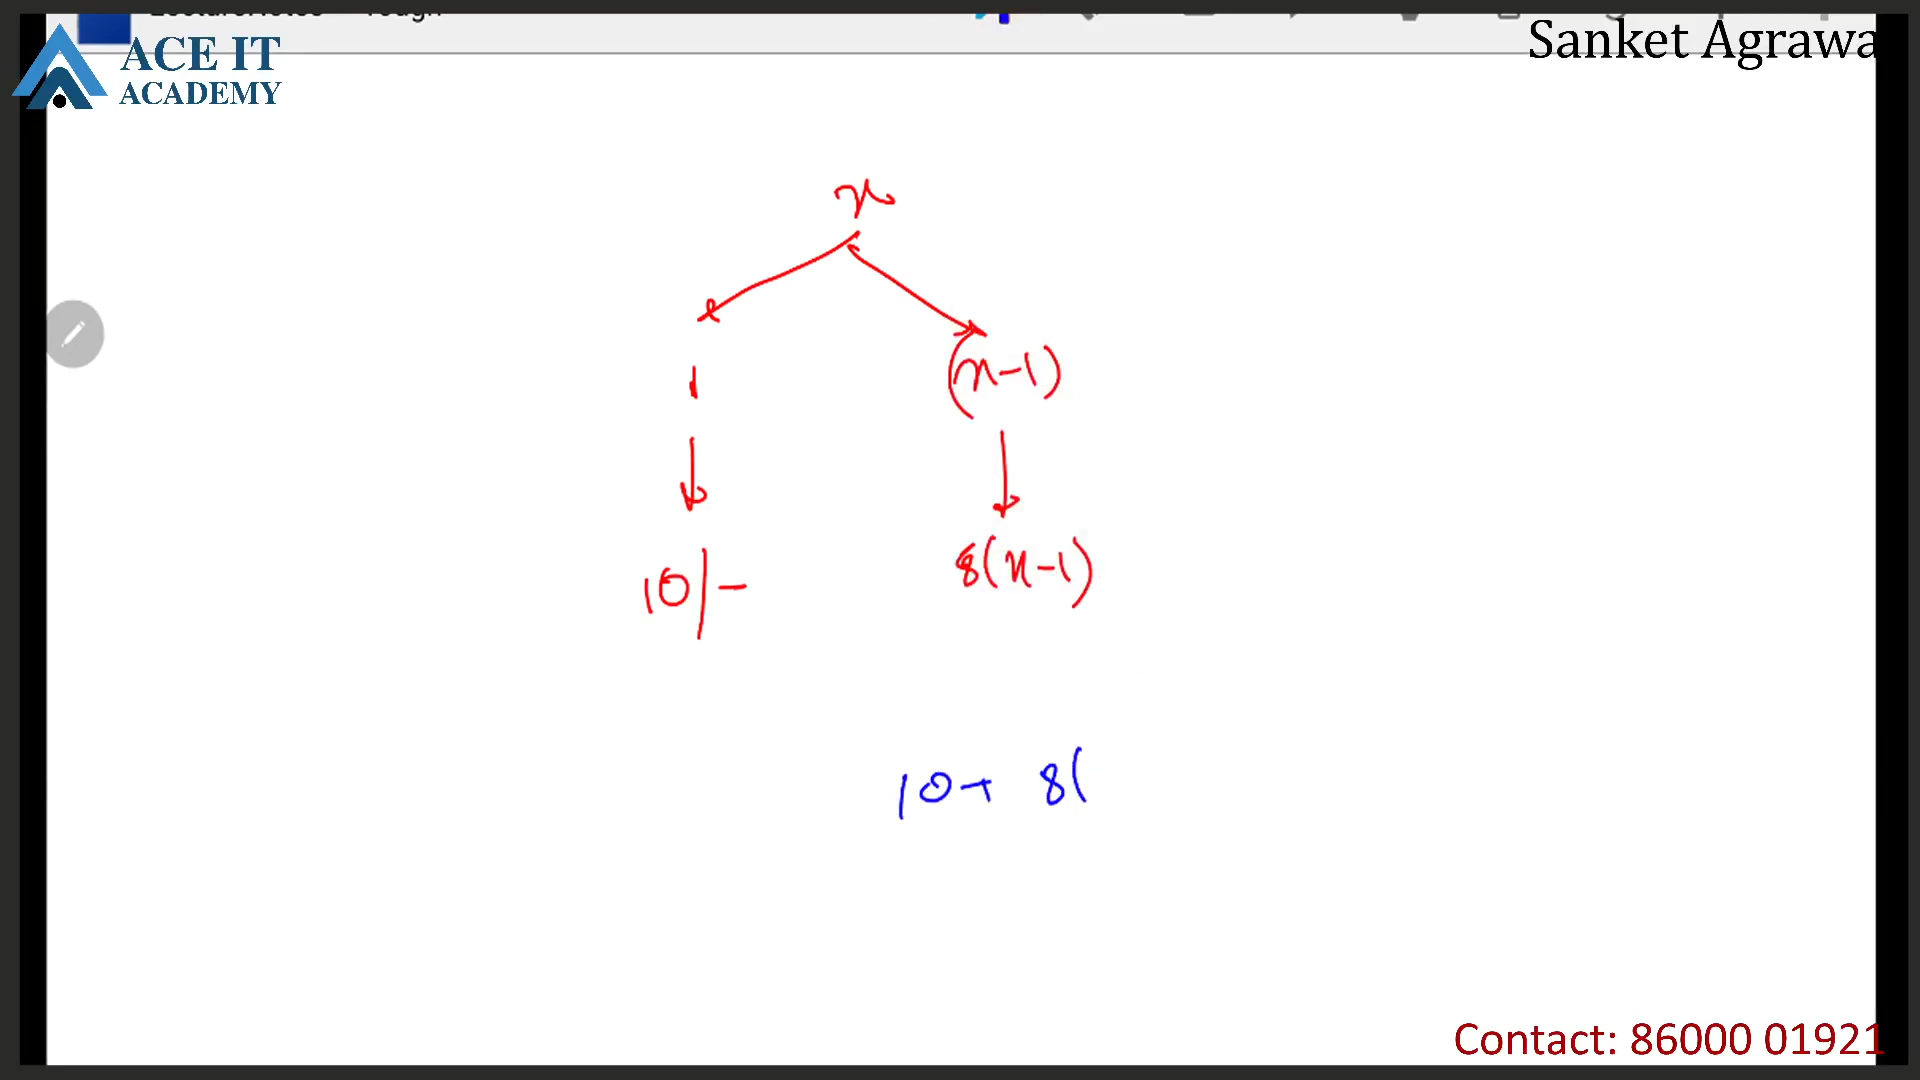 ACE IT
ACADEMY
Sanket Agrawa
x
1
(x-1)
10/-
8(x-1)
10+ 8(
Contact: 86000 01921